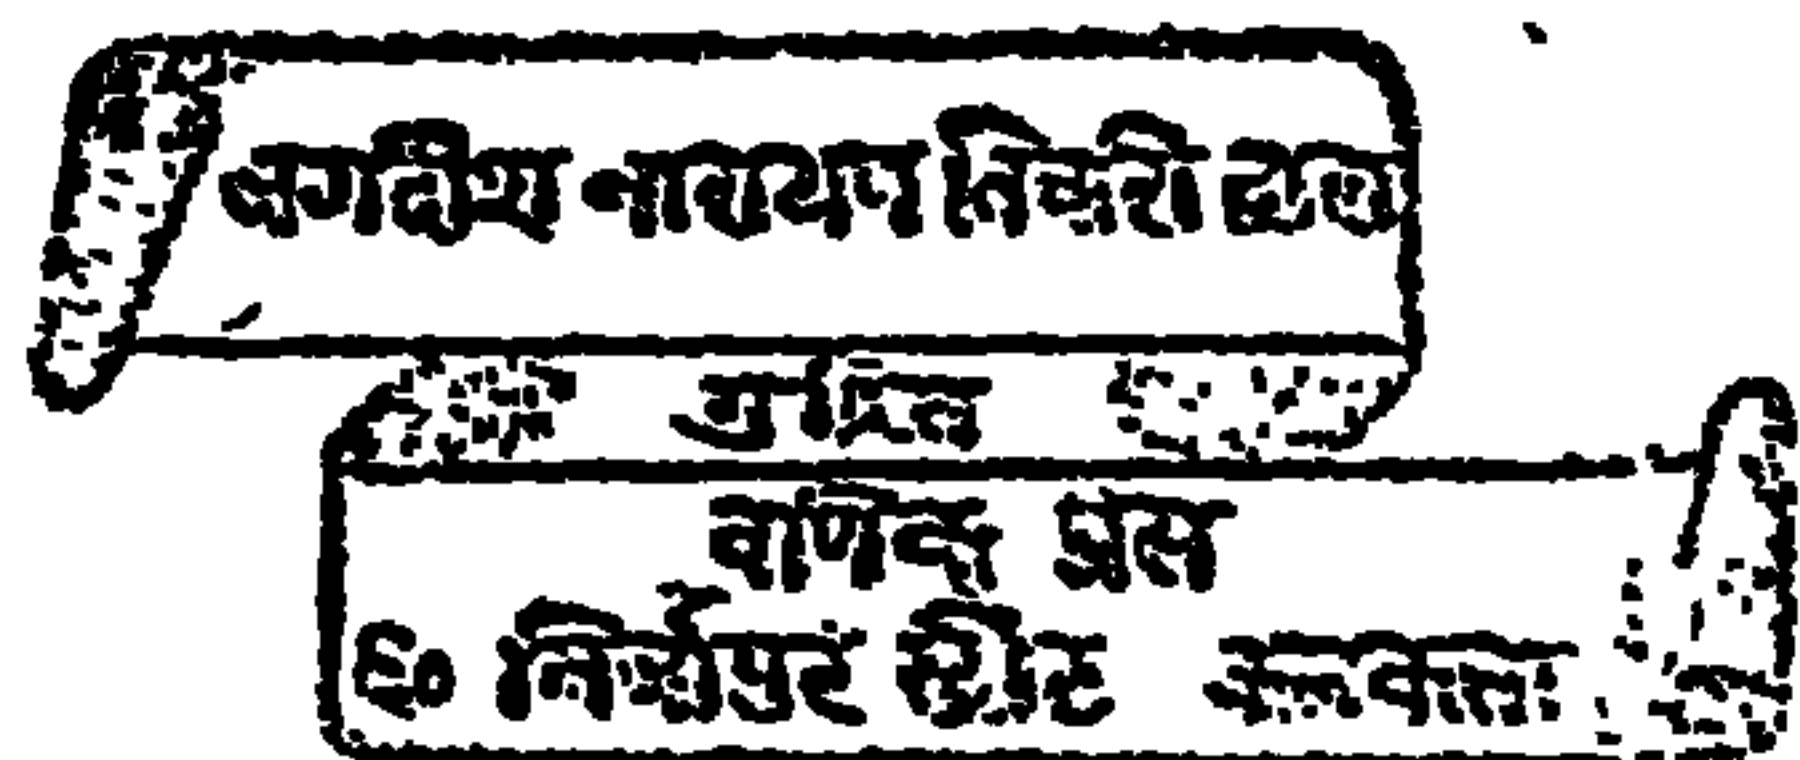 जगदीश नारायण तिवारी द्वारा
मुद्रित
वणिक प्रेस
६० मिर्जापुर स्ट्रीट कलकत्ता